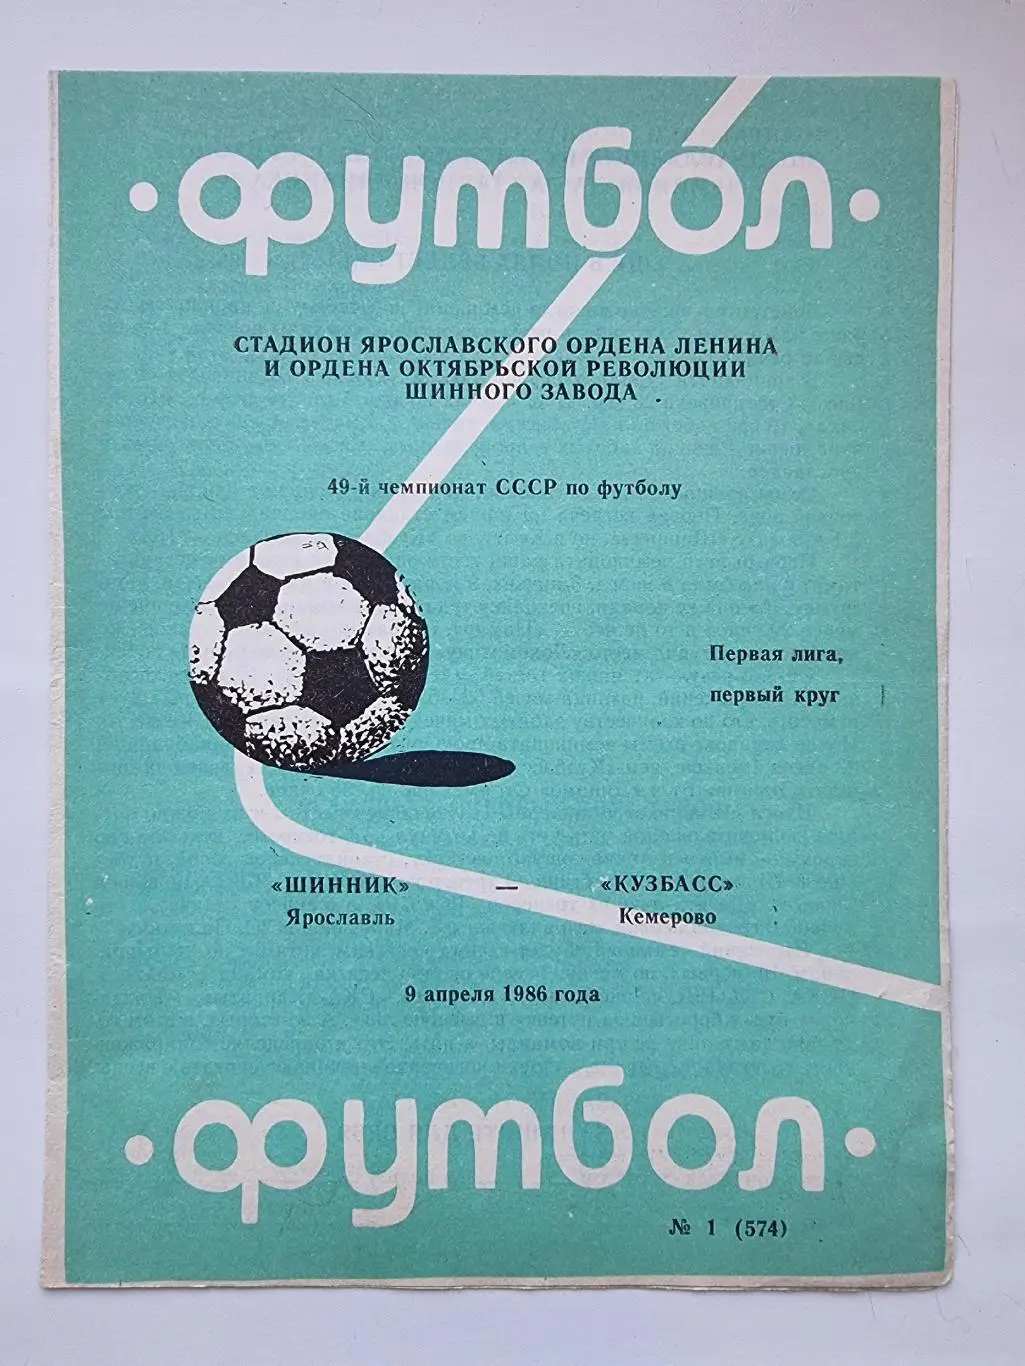 •футбол•
СТАДИОН ЯРОСЛАВСКОГО ОРДЕНА ЛЕНИНА
И ОРДЕНА ОКТЯБРЬСКОЙ РЕВОЛЮЦИИ
ШИННОГО ЗАВОДА
49-й чемпионат СССР по футболу
Первая лига,
первый круг
«ШИННИК» — «КУЗБАСС»
Ярославль Кемерово
9 апреля 1986 года
•футбол•
№ 1 (574)